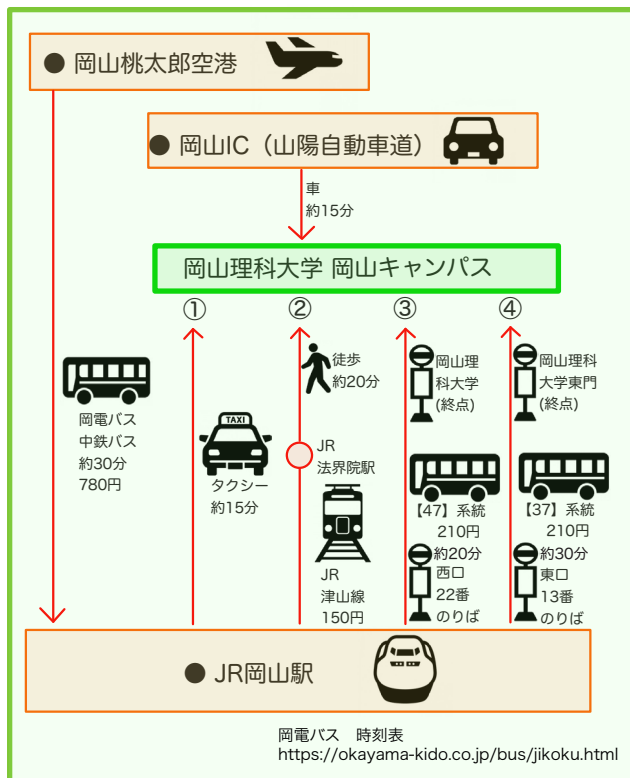 ● 岡山桃太郎空港
● 岡山IC（山陽自動車道）
車
約15分
岡山理科大学 岡山キャンパス
①
②
③
④
岡電バス
中鉄バス
約30分
780円
TAXI
タクシー
約15分
徒歩
約20分
JR
法界院駅
JR
津山線
150円
岡山理
科大学
(終点)
【47】系統
210円
約20分
西口
22番
のりば
岡山理科
大学東門
(終点)
【37】系統
210円
約30分
東口
13番
のりば
● JR岡山駅
岡電バス　時刻表
https://okayama-kido.co.jp/bus/jikoku.html